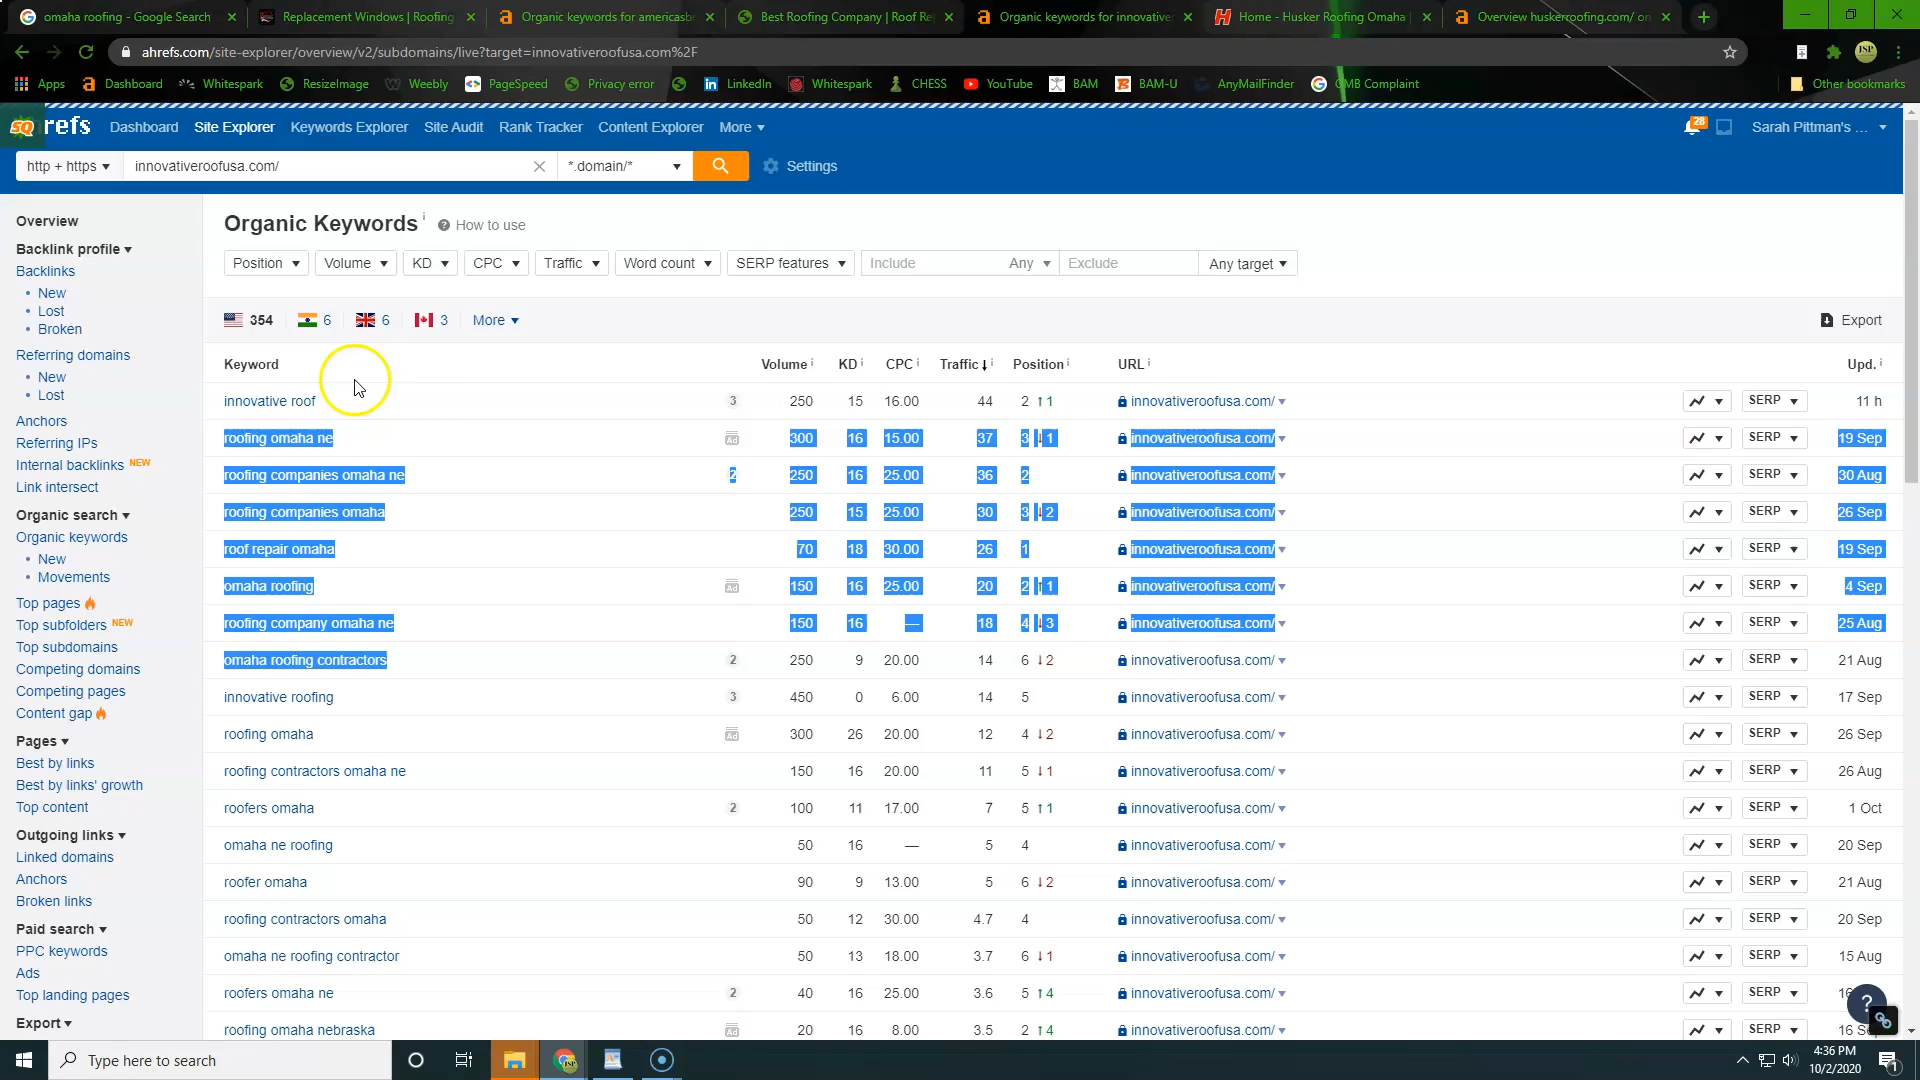 omaha roofing - Google Search
Replacement Windows | Roofing
Organic keywords for americasbe
Best Roofing Company | Roof Re
Organic keywords for innovative
Home - Husker Roofing Omaha |
Overview huskerroofing.com/ on
ahrefs.com/site-explorer/overview/v2/subdomains/live?target=innovativeroofusa.com%2F
Apps Dashboard Whitespark ResizeImage Weebly PageSpeed Privacy error LinkedIn Whitespark CHESS YouTube BAM BAM-U AnyMailFinder GMB Complaint Other bookmarks
refs Dashboard Site Explorer Keywords Explorer Site Audit Rank Tracker Content Explorer More 28 Sarah Pittman's ...
http + https innovativeroofusa.com/ *.domain/* Settings
Overview
Backlink profile
Backlinks
New
Lost
Broken
Referring domains
New
Lost
Anchors
Referring IPs
Internal backlinks NEW
Link intersect
Organic search
Organic keywords
New
Movements
Top pages
Top subfolders NEW
Top subdomains
Competing domains
Competing pages
Content gap
Pages
Best by links
Best by links' growth
Top content
Outgoing links
Linked domains
Anchors
Broken links
Paid search
PPC keywords
Ads
Top landing pages
Export
Organic Keywords i How to use
Position Volume KD CPC Traffic Word count SERP features Include Any Exclude Any target
354 6 6 3 More Export
Keyword Volume i KD i CPC i Traffic i Position i URL i Upd. i
innovative roof 3 250 15 16.00 44 2 ↑1 innovativeroofusa.com/ SERP 11 h
roofing omaha ne Ad 300 16 15.00 37 3 ↓1 innovativeroofusa.com/ SERP 19 Sep
roofing companies omaha ne 2 250 16 25.00 36 2 innovativeroofusa.com/ SERP 30 Aug
roofing companies omaha 250 15 25.00 30 3 ↓2 innovativeroofusa.com/ SERP 26 Sep
roof repair omaha 70 18 30.00 26 1 innovativeroofusa.com/ SERP 19 Sep
omaha roofing Ad 150 16 25.00 20 2 ↑1 innovativeroofusa.com/ SERP 4 Sep
roofing company omaha ne 150 16 — 18 4 ↓3 innovativeroofusa.com/ SERP 25 Aug
omaha roofing contractors 2 250 9 20.00 14 6 ↓2 innovativeroofusa.com/ SERP 21 Aug
innovative roofing 3 450 0 6.00 14 5 innovativeroofusa.com/ SERP 17 Sep
roofing omaha Ad 300 26 20.00 12 4 ↓2 innovativeroofusa.com/ SERP 26 Sep
roofing contractors omaha ne 150 16 20.00 11 5 ↓1 innovativeroofusa.com/ SERP 26 Aug
roofers omaha 2 100 11 17.00 7 5 ↑1 innovativeroofusa.com/ SERP 1 Oct
omaha ne roofing 50 16 — 5 4 innovativeroofusa.com/ SERP 20 Sep
roofer omaha 90 9 13.00 5 6 ↓2 innovativeroofusa.com/ SERP 21 Aug
roofing contractors omaha 50 12 30.00 4.7 4 innovativeroofusa.com/ SERP 20 Sep
omaha ne roofing contractor 50 13 18.00 3.7 6 ↓1 innovativeroofusa.com/ SERP 15 Aug
roofers omaha ne 2 40 16 25.00 3.6 5 ↑4 innovativeroofusa.com/ SERP
roofing omaha nebraska Ad 20 16 8.00 3.5 2 ↑4 innovativeroofusa.com/ SERP 16
Type here to search
4:36 PM
10/2/2020